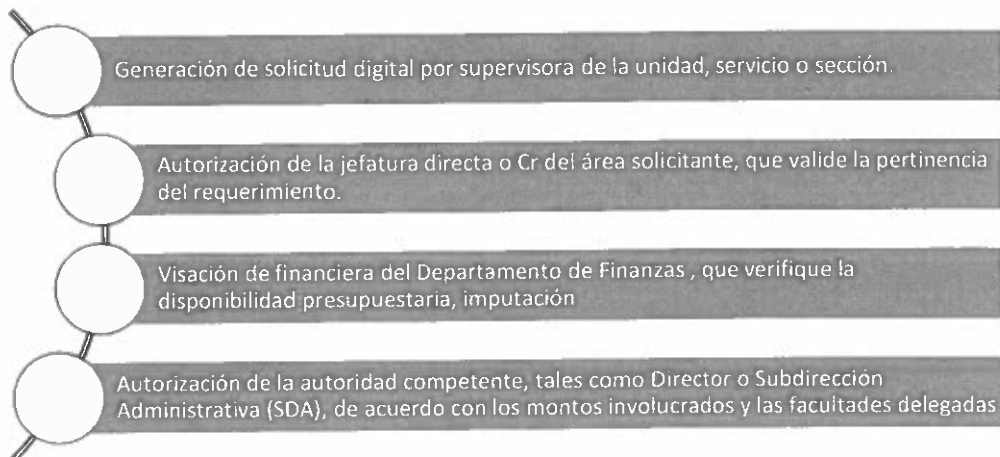 Generación de solicitud digital por supervisora de la unidad, servicio o sección.
Autorización de la jefatura directa o Cr del área solicitante, que valide la pertinencia
del requerimiento.
Visación de financiera del Departamento de Finanzas , que verifique la
disponibilidad presupuestaria, imputación
Autorización de la autoridad competente, tales como Director o Subdirección
Administrativa (SDA), de acuerdo con los montos involucrados y las facultades delegadas